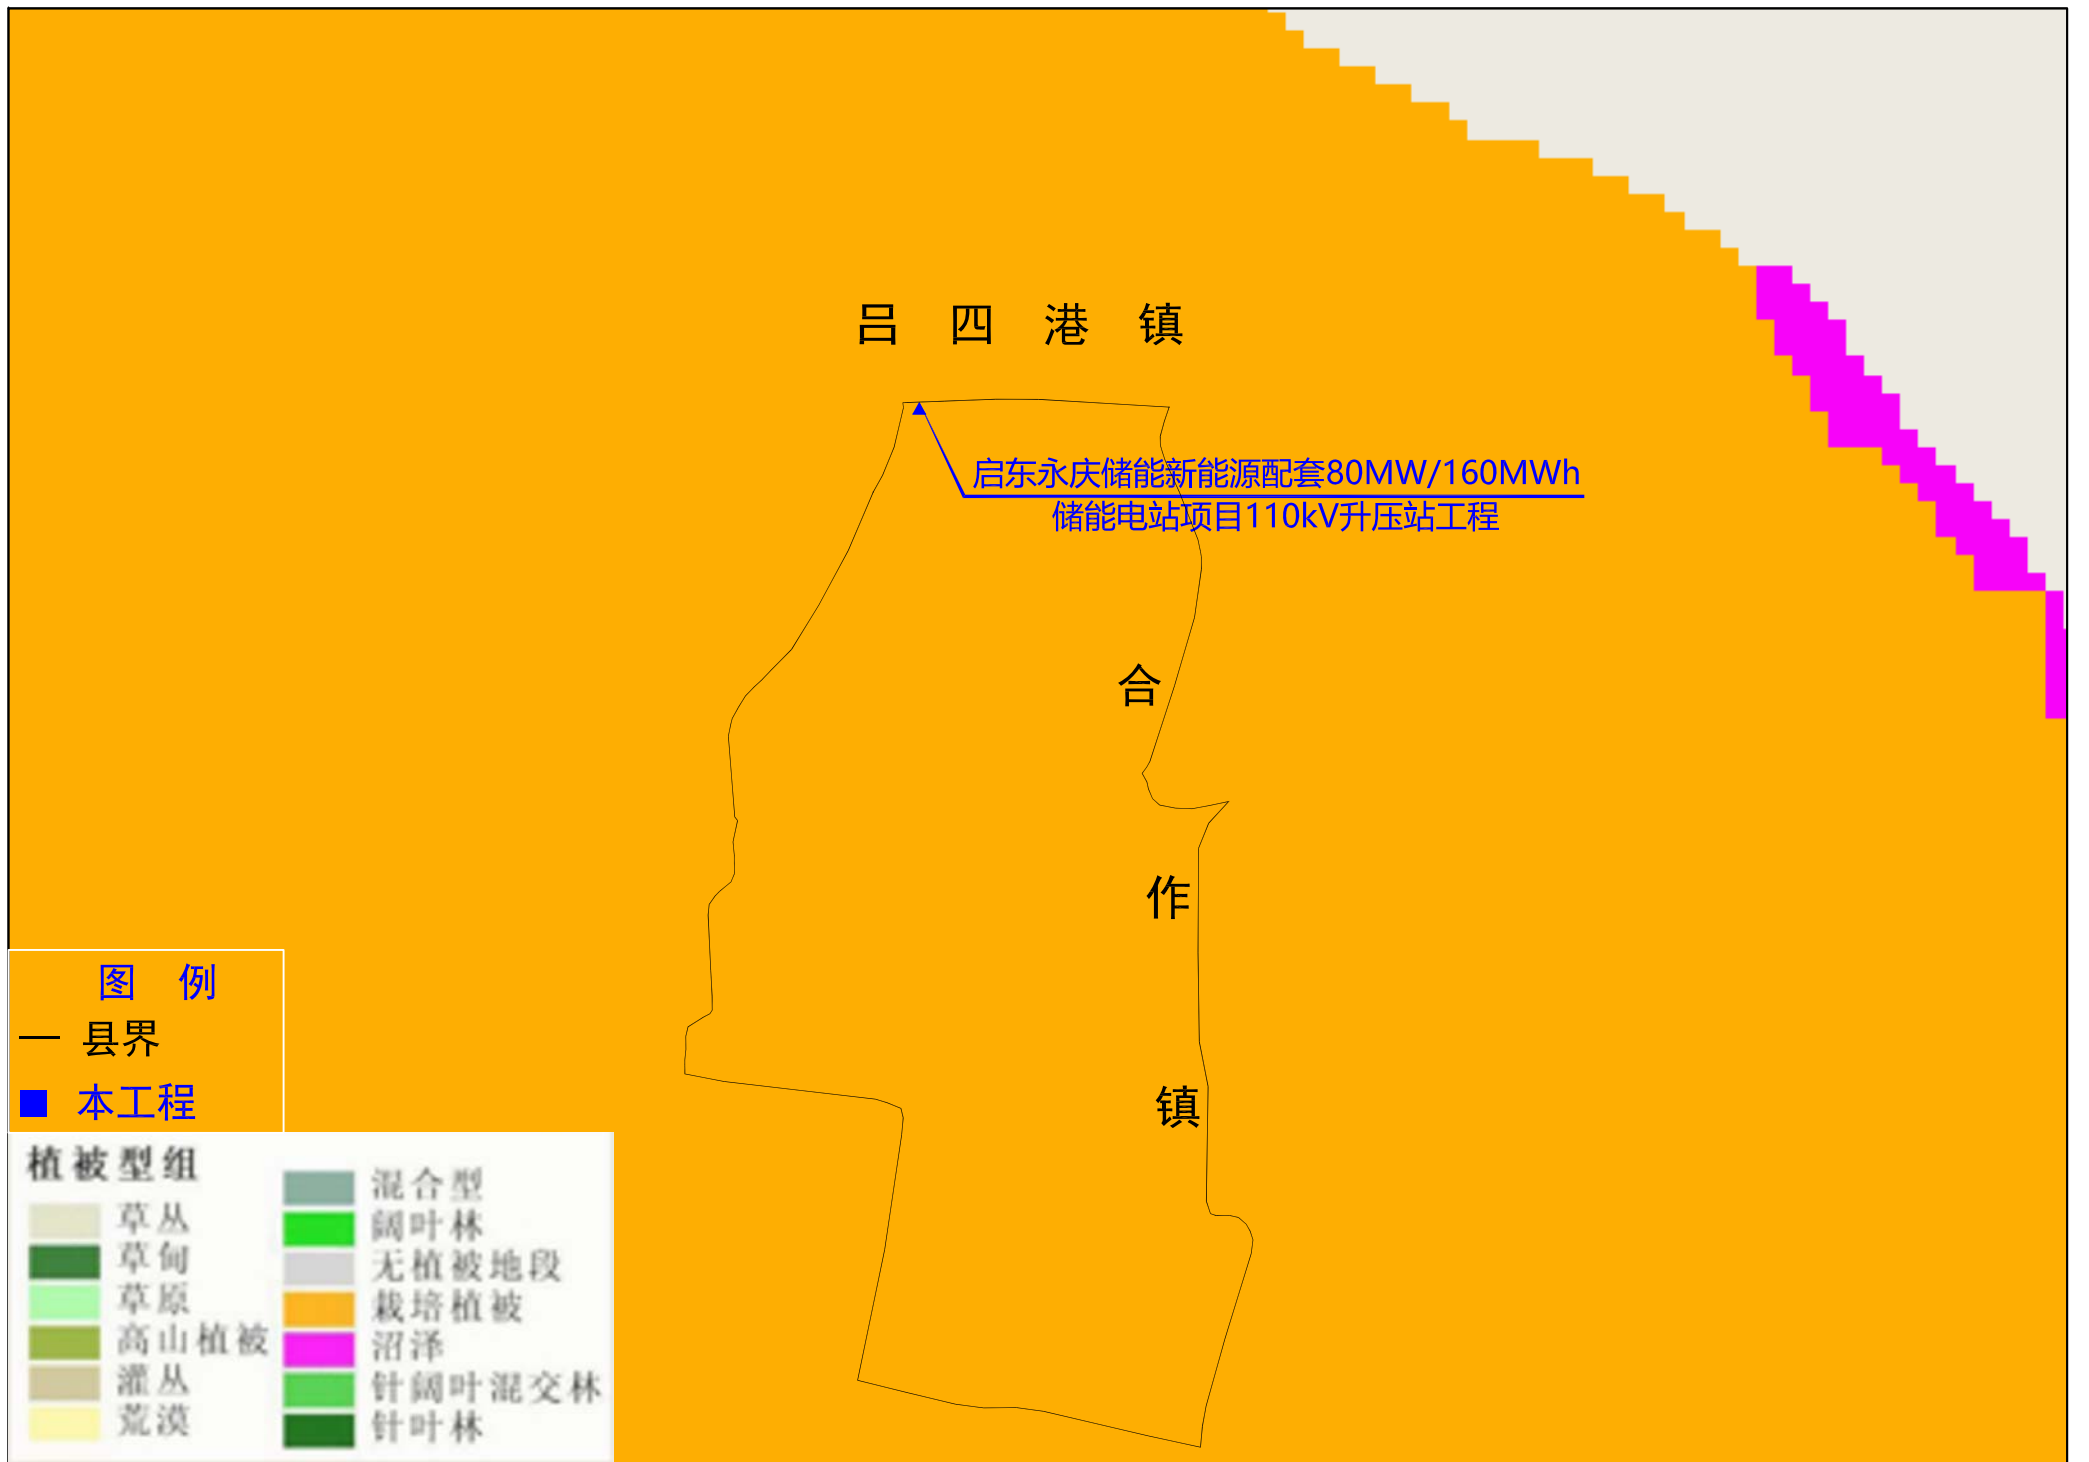 吕四港镇
启东永庆储能新能源配套80MW/160MWh
储能电站项目110kV升压站工程
合
作
镇
图例
县界
本工程
植被型组
草丛
草甸
草原
高山植被
灌丛
荒漠
混合型
阔叶林
无植被地段
栽培植被
沼泽
针阔叶混交林
针叶林